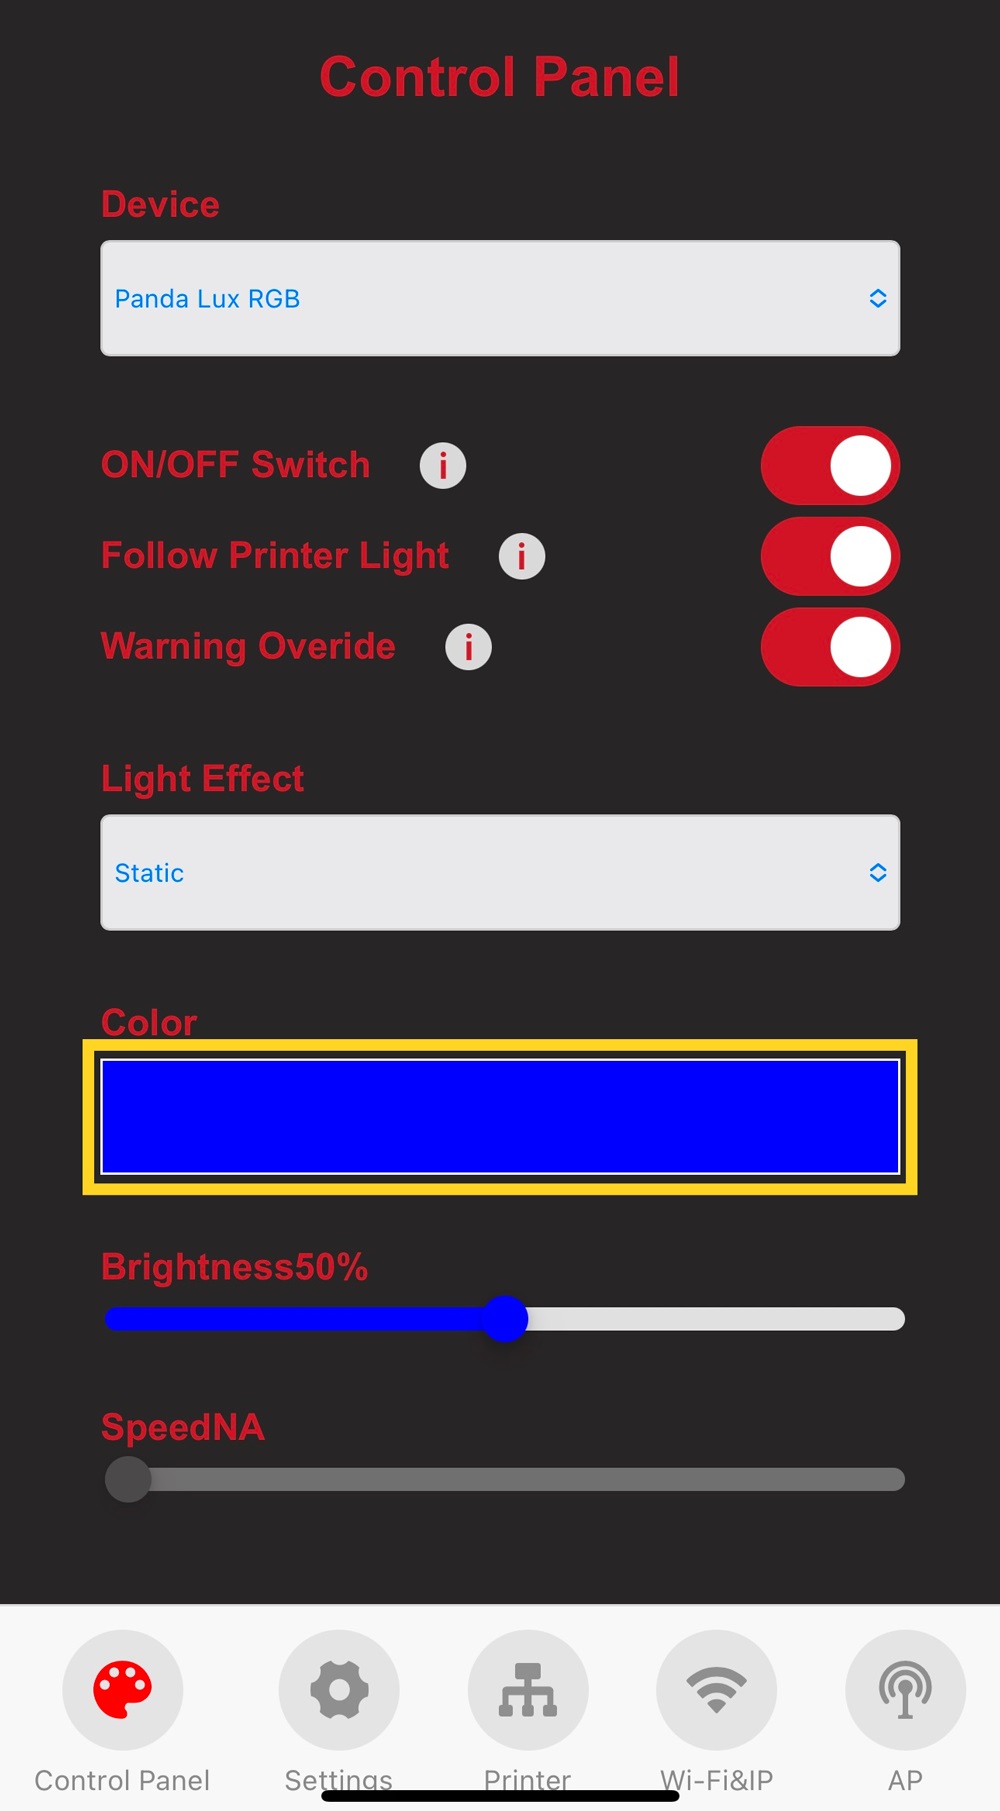 Control Panel
Device
Panda Lux RGB
ON/OFF Switch i
Follow Printer Light i
Warning Overide i
Light Effect
Static
Color
Brightness50%
SpeedNA
Control Panel Settings Printer Wi-Fi&IP AP